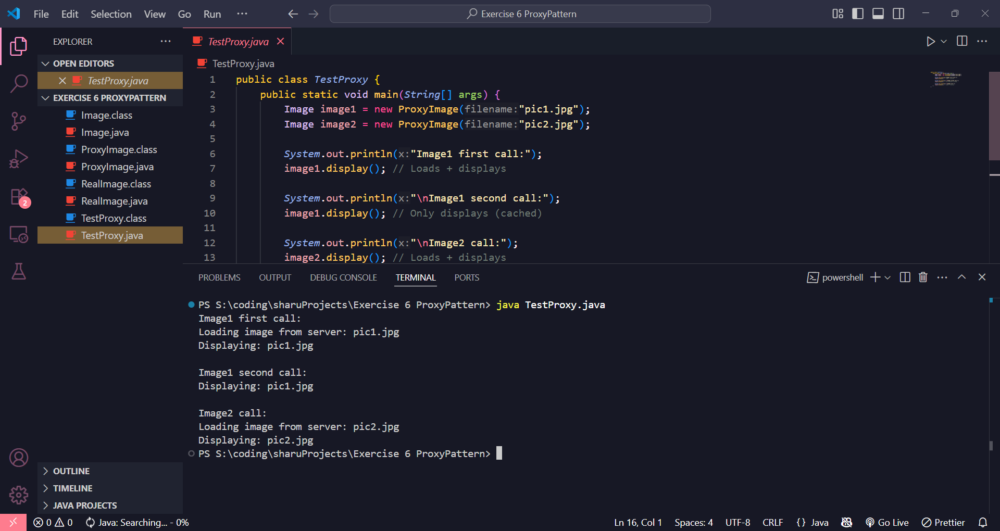 File Edit Selection View Go Run ···
Exercise 6 ProxyPattern
EXPLORER
OPEN EDITORS
TestProxy.java
EXERCISE 6 PROXYPATTERN
Image.class
Image.java
ProxyImage.class
ProxyImage.java
RealImage.class
RealImage.java
TestProxy.class
TestProxy.java
2
OUTLINE
TIMELINE
JAVA PROJECTS
TestProxy.java
TestProxy.java
1 public class TestProxy {
2 public static void main(String[] args) {
3 Image image1 = new ProxyImage(filename:"pic1.jpg");
4 Image image2 = new ProxyImage(filename:"pic2.jpg");
5
6 System.out.println(x:"Image1 first call:");
7 image1.display(); // Loads + displays
8
9 System.out.println(x:"\nImage1 second call:");
10 image1.display(); // Only displays (cached)
11
12 System.out.println(x:"\nImage2 call:");
13 image2.display(); // Loads + displays
PROBLEMS OUTPUT DEBUG CONSOLE TERMINAL PORTS
powershell
PS S:\coding\sharuProjects\Exercise 6 ProxyPattern> java TestProxy.java
Image1 first call:
Loading image from server: pic1.jpg
Displaying: pic1.jpg
Image1 second call:
Displaying: pic1.jpg
Image2 call:
Loading image from server: pic2.jpg
Displaying: pic2.jpg
PS S:\coding\sharuProjects\Exercise 6 ProxyPattern>
0 0 Java: Searching... - 0% Ln 16, Col 1 Spaces: 4 UTF-8 CRLF {} Java Go Live Prettier